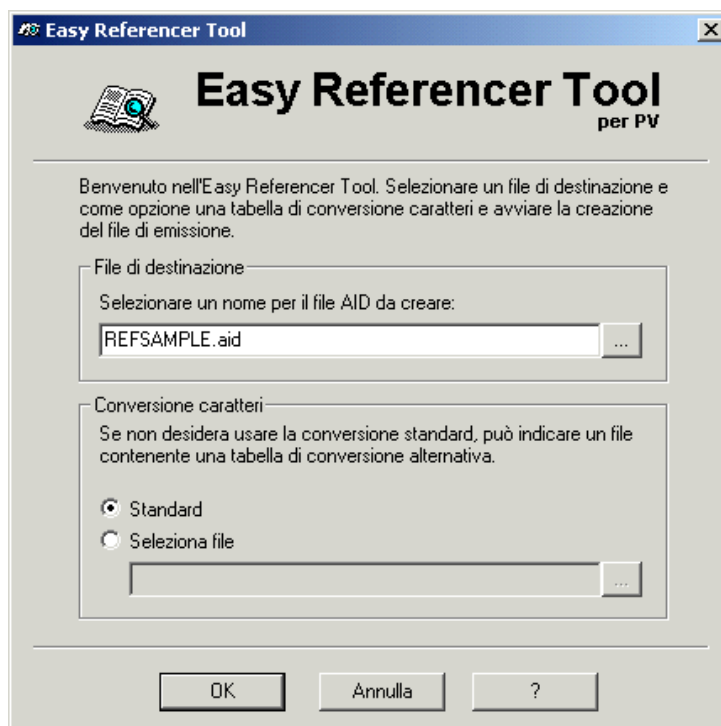 Easy Referencer Tool
Easy Referencer Tool
per PV
Benvenuto nell'Easy Referencer Tool. Selezionare un file di destinazione e
come opzione una tabella di conversione caratteri e avviare la creazione
del file di emissione.
File di destinazione
Selezionare un nome per il file AID da creare:
REFSAMPLE.aid
...
Conversione caratteri
Se non desidera usare la conversione standard, può indicare un file
contenente una tabella di conversione alternativa.
Standard
Seleziona file
...
OK Annulla ?